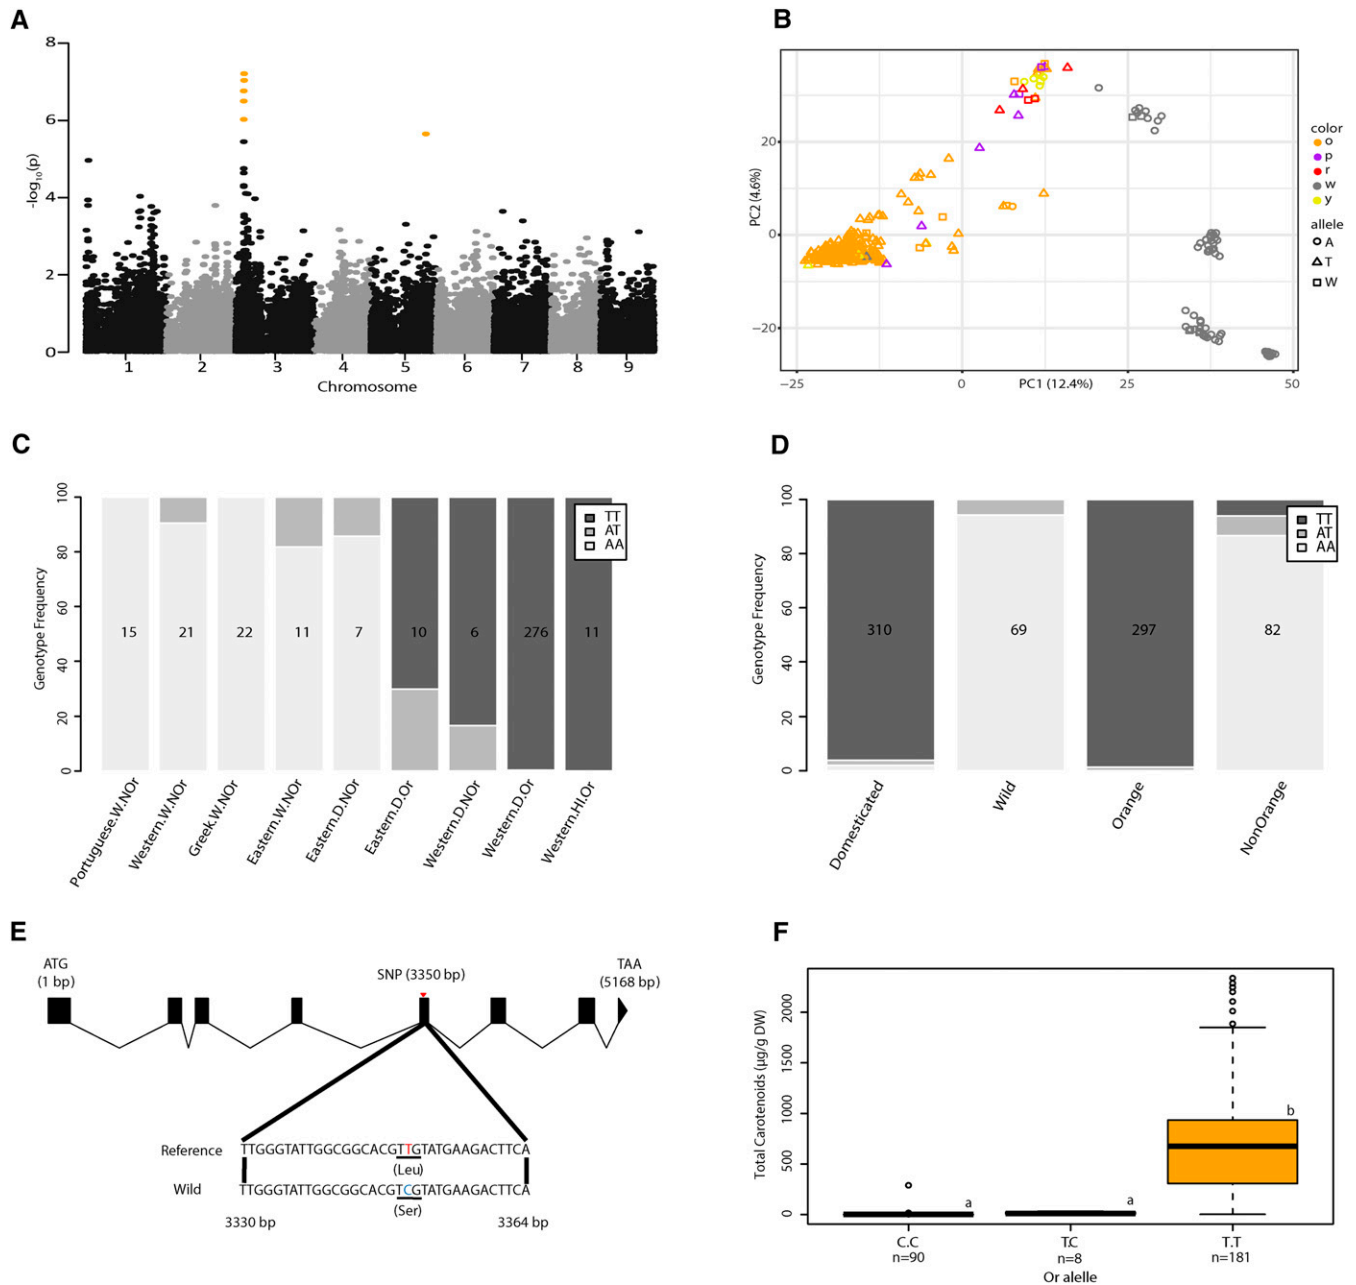 A
8
6
4
2
0
-log10(p)
1 2 3 4 5 6 7 8 9
Chromosome
B
20
0
−20
PC2 (4.6%)
−25 0 25 50
PC1 (12.4%)
color
o
p
r
w
y
allele
A
T
W
C
100
80
60
40
20
0
Genotype Frequency
TT
AT
AA
15 21 22 11 7 10 6 276 11
Portuguese.W.NOr
Western.W.NOr
Greek.W.NOr
Eastern.W.NOr
Eastern.D.NOr
Eastern.D.Or
Western.D.NOr
Western.D.Or
Western.HI.Or
D
100
80
60
40
20
0
Genotype Frequency
TT
AT
AA
310 69 297 82
Domesticated
Wild
Orange
NonOrange
E
ATG
(1 bp)
SNP (3350 bp)
TAA
(5168 bp)
Reference TTGGGTATTGGCGGCACGTTGTATGAAGACTTCA
(Leu)
Wild TTGGGTATTGGCGGCACGTCGTATGAAGACTTCA
(Ser)
3330 bp 3364 bp
F
2000
1500
1000
500
0
Total Carotenoids (μg/g DW)
a
a
b
C.C T.C T.T
n=90 n=8 n=181
Or alelle